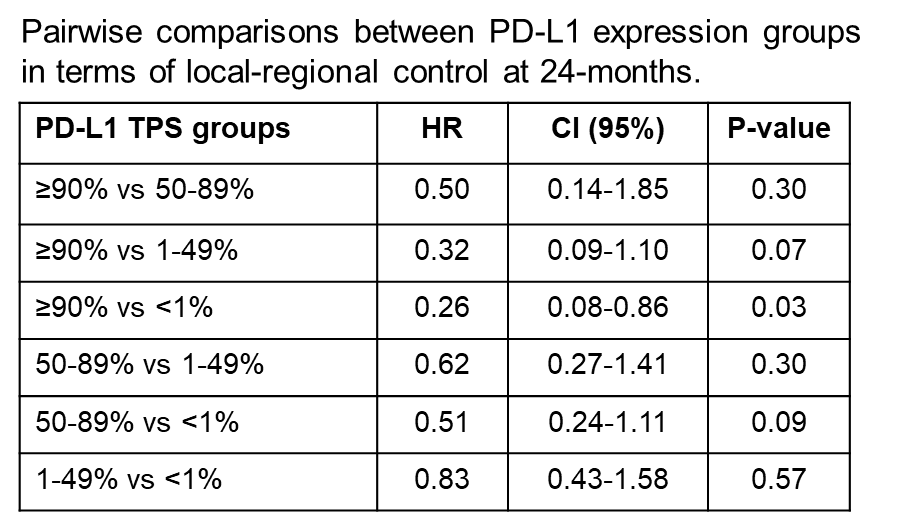 Pairwise comparisons between PD-L1 expression groups
in terms of local-regional control at 24-months.
PD-L1 TPS groups HR CI (95%) P-value
≥90% vs 50-89% 0.50 0.14-1.85 0.30
≥90% vs 1-49% 0.32 0.09-1.10 0.07
≥90% vs <1% 0.26 0.08-0.86 0.03
50-89% vs 1-49% 0.62 0.27-1.41 0.30
50-89% vs <1% 0.51 0.24-1.11 0.09
1-49% vs <1% 0.83 0.43-1.58 0.57